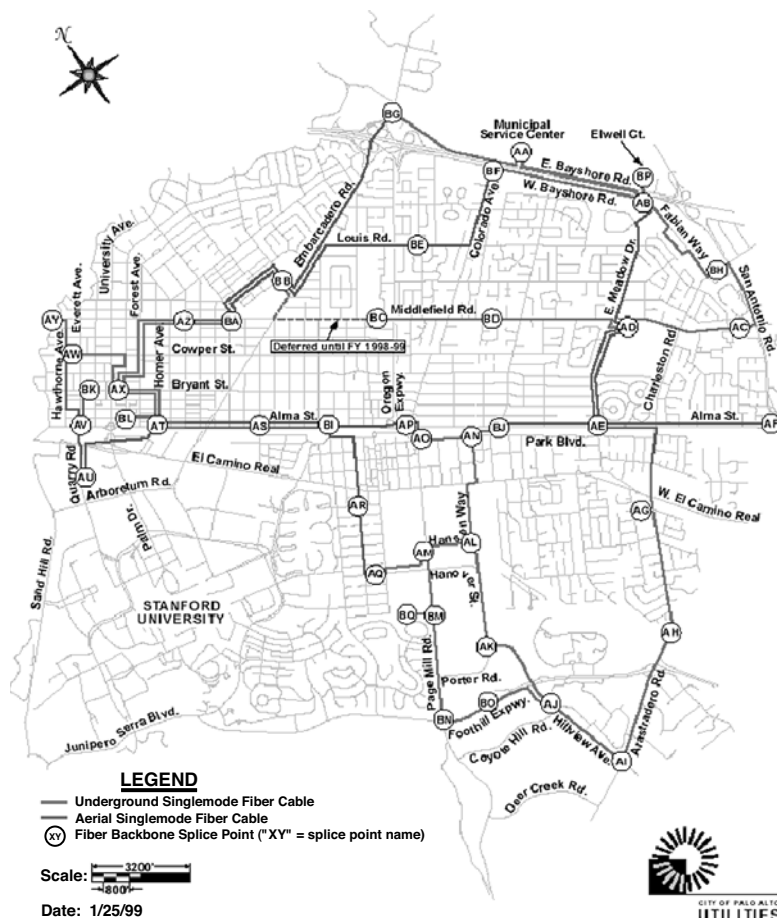 N
BG
Municipal
Service Center
Elwell Ct.
AA
E. Bayshore Rd.
BP
BF
W. Bayshore Rd.
AB
University Ave.
Embarcadero Rd.
Colorado Ave.
Fabian Way
Louis Rd.
BE
E. Meadow Dr.
BH
San Antonio Rd.
Everett Ave.
Forest Ave.
BB
AY
AZ
BA
BC
Middlefield Rd.
BD
AD
AC
Hawthorne Ave.
AW
Homer Ave.
Cowper St.
Deferred until FY 1998-99
Charleston Rd.
BK
AX
Bryant St.
Oregon
Expwy.
AV
BL
AT
AS
Alma St.
BI
AP
AO
AN
BJ
AE
Park Blvd.
Alma St.
AF
Quarry Rd.
AU
El Camino Real
Arboretum Rd.
Palm Dr.
AR
AG
W. El Camino Real
AM
AL
Sand Hill Rd.
AQ
STANFORD
UNIVERSITY
BQ
BM
AK
AH
Page Mill Rd.
Porter Rd.
BO
AJ
Arastradero Rd.
Junipero Serra Blvd.
BN
Foothill Expwy.
Coyote Hill Rd.
Hillview Ave.
AI
Deer Creek Rd.
LEGEND
Underground Singlemode Fiber Cable
Aerial Singlemode Fiber Cable
XY Fiber Backbone Splice Point ("XY" = splice point name)
Scale: 3200'
800'
Date: 1/25/99
CITY OF PALO ALTO
UTILITIES